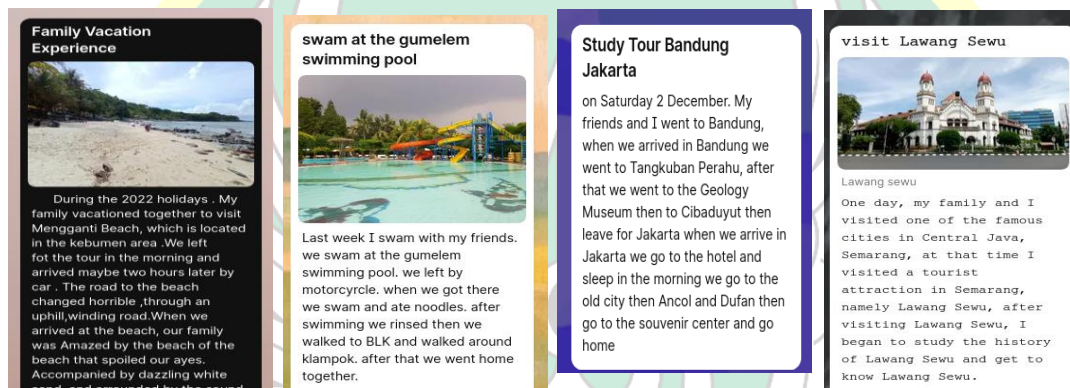 Family Vacation
Experience
During the 2022 holidays . My
family vacationed together to visit
Mengganti Beach, which is located
in the kebumen area .We left
fot the tour in the morning and
arrived maybe two hours later by
car . The road to the beach
changed horrible ,through an
uphill,winding road.When we
arrived at the beach, our family
was Amazed by the beach of the
beach that spoiled our ayes.
Accompanied by dazzling white
swam at the gumelem
swimming pool
Last week I swam with my friends.
we swam at the gumelem
swimming pool. we left by
motorcyrcle. when we got there
we swam and ate noodles. after
swimming we rinsed then we
walked to BLK and walked around
klampok. after that we went home
together.
Study Tour Bandung
Jakarta
on Saturday 2 December. My
friends and I went to Bandung,
when we arrived in Bandung we
went to Tangkuban Perahu, after
that we went to the Geology
Museum then to Cibaduyut then
leave for Jakarta when we arrive in
Jakarta we go to the hotel and
sleep in the morning we go to the
old city then Ancol and Dufan then
go to the souvenir center and go
home
visit Lawang Sewu
Lawang sewu
One day, my family and I
visited one of the famous
cities in Central Java,
Semarang, at that time I
visited a tourist
attraction in Semarang,
namely Lawang Sewu, after
visiting Lawang Sewu, I
began to study the history
of Lawang Sewu and get to
know Lawang Sewu.